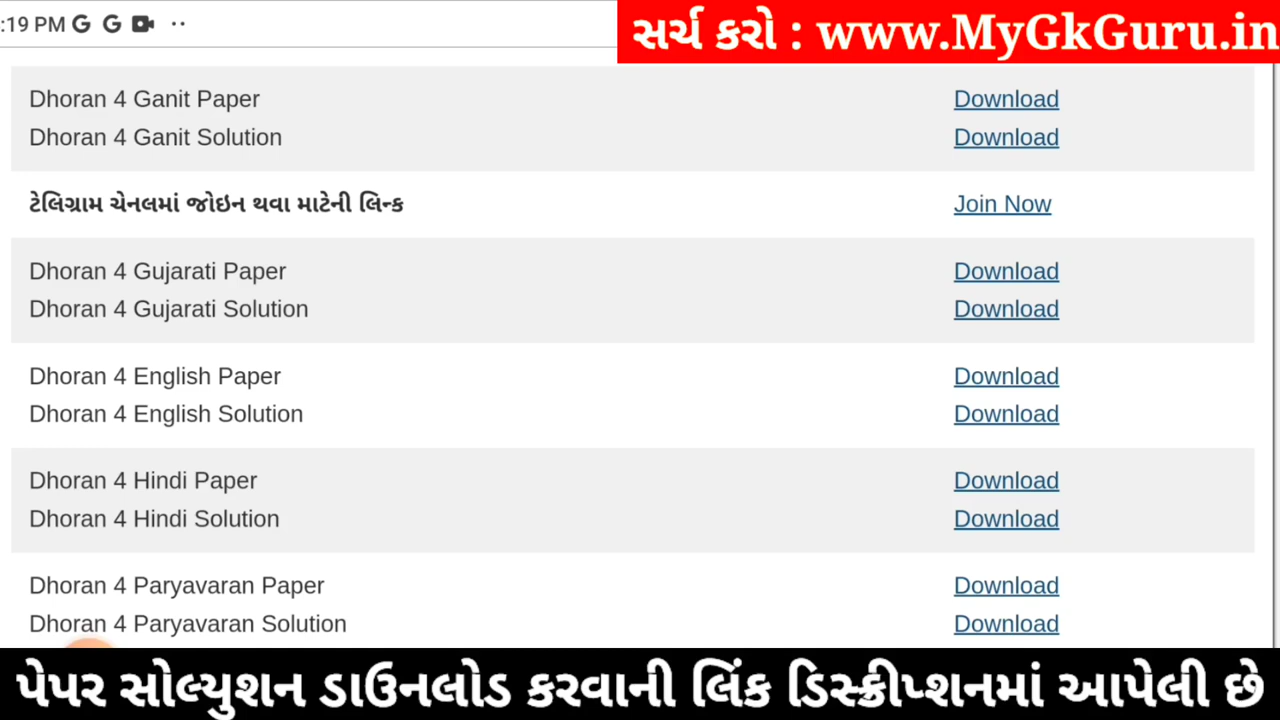 :19 PM G G ··
સર્ચ કરો : www.MyGkGuru.in
Dhoran 4 Ganit Paper Download
Dhoran 4 Ganit Solution Download
ટેલિગ્રામ ચેનલમાં જોઇન થવા માટેની લિન્ક Join Now
Dhoran 4 Gujarati Paper Download
Dhoran 4 Gujarati Solution Download
Dhoran 4 English Paper Download
Dhoran 4 English Solution Download
Dhoran 4 Hindi Paper Download
Dhoran 4 Hindi Solution Download
Dhoran 4 Paryavaran Paper Download
Dhoran 4 Paryavaran Solution Download
પેપર સોલ્યુશન ડાઉનલોડ કરવાની લિંક ડિસ્ક્રીપ્શનમાં આપેલી છે